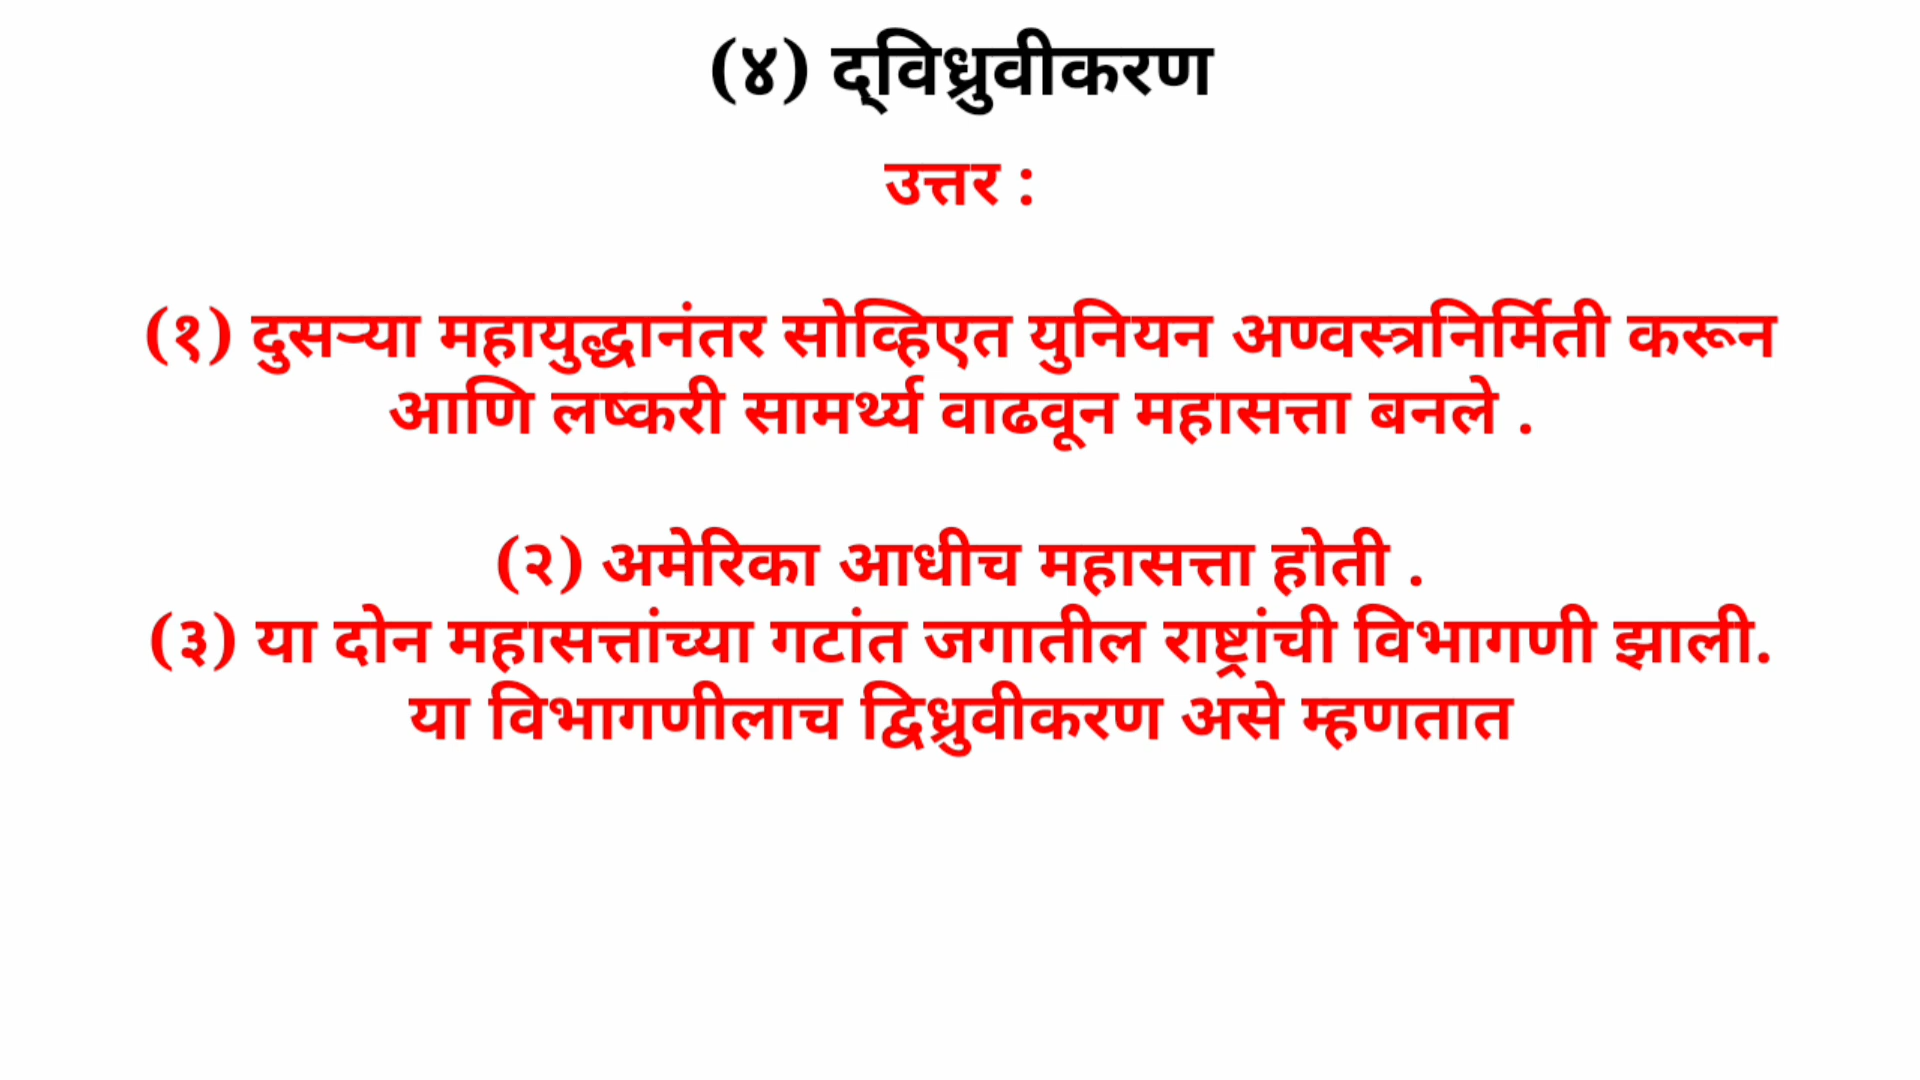 (४) द्‌विध्रुवीकरण
उत्तर :
(१) दुसऱ्या महायुद्धानंतर सोव्हिएत युनियन अण्वस्त्रनिर्मिती करून
आणि लष्करी सामर्थ्य वाढवून महासत्ता बनले .
(२) अमेरिका आधीच महासत्ता होती .
(३) या दोन महासत्तांच्या गटांत जगातील राष्ट्रांची विभागणी झाली.
या विभागणीलाच द्विध्रुवीकरण असे म्हणतात